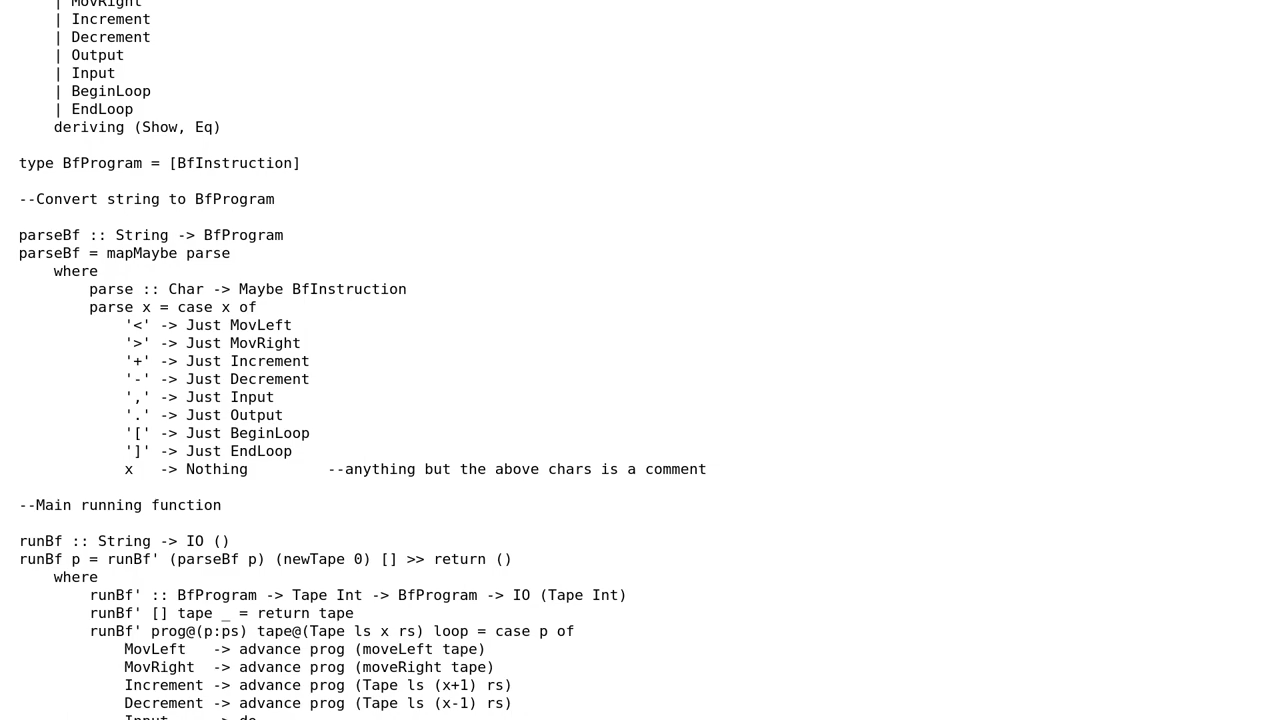 | MovRight
| Increment
| Decrement
| Output
| Input
| BeginLoop
| EndLoop
deriving (Show, Eq)
type BfProgram = [BfInstruction]
--Convert string to BfProgram
parseBf :: String -> BfProgram
parseBf = mapMaybe parse
where
parse :: Char -> Maybe BfInstruction
parse x = case x of
'<' -> Just MovLeft
'>' -> Just MovRight
'+' -> Just Increment
'-' -> Just Decrement
',' -> Just Input
'.' -> Just Output
'[' -> Just BeginLoop
']' -> Just EndLoop
x   -> Nothing         --anything but the above chars is a comment
--Main running function
runBf :: String -> IO ()
runBf p = runBf' (parseBf p) (newTape 0) [] >> return ()
where
runBf' :: BfProgram -> Tape Int -> BfProgram -> IO (Tape Int)
runBf' [] tape _ = return tape
runBf' prog@(p:ps) tape@(Tape ls x rs) loop = case p of
MovLeft   -> advance prog (moveLeft tape)
MovRight  -> advance prog (moveRight tape)
Increment -> advance prog (Tape ls (x+1) rs)
Decrement -> advance prog (Tape ls (x-1) rs)
Input     -> do